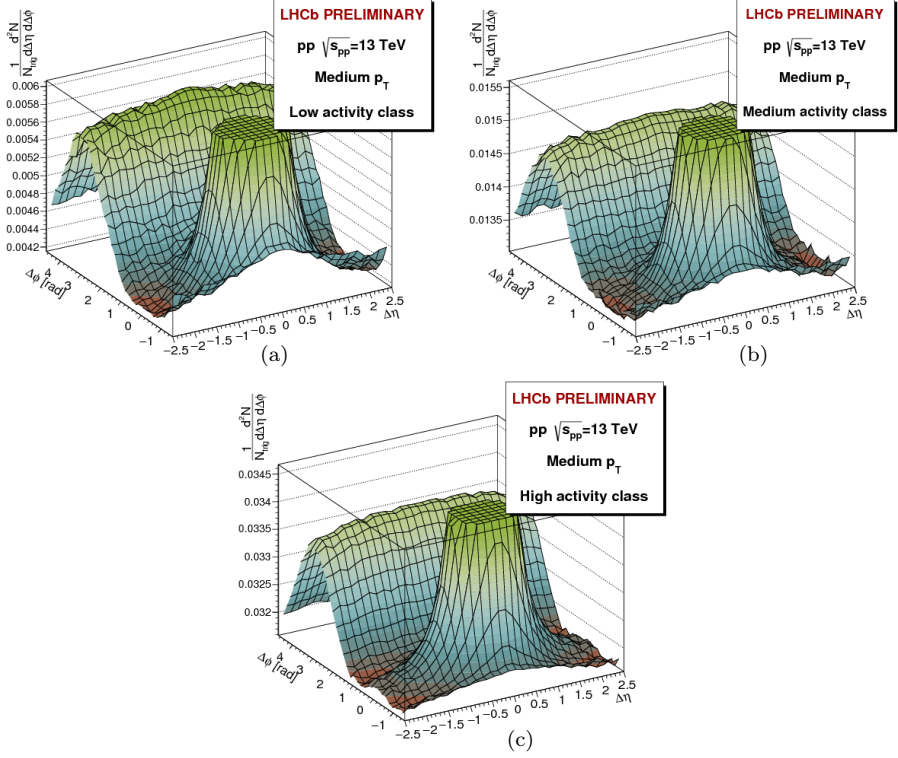 1 d²N
N_trig dΔη dΔϕ
LHCb PRELIMINARY
pp √s_pp=13 TeV
Medium p_T
Low activity class
0.006
0.0058
0.0056
0.0054
0.0052
0.005
0.0048
0.0046
0.0044
0.0042
Δϕ [rad]
4
3
2
1
0
−1
−2.5 −2 −1.5 −1 −0.5 0 0.5 1 1.5 2 2.5
Δη
(a)
1 d²N
N_trig dΔη dΔϕ
LHCb PRELIMINARY
pp √s_pp=13 TeV
Medium p_T
Medium activity class
0.0155
0.015
0.0145
0.014
0.0135
Δϕ [rad]
4
3
2
1
0
−1
−2.5 −2 −1.5 −1 −0.5 0 0.5 1 1.5 2 2.5
Δη
(b)
1 d²N
N_trig dΔη dΔϕ
LHCb PRELIMINARY
pp √s_pp=13 TeV
Medium p_T
High activity class
0.0345
0.034
0.0335
0.033
0.0325
0.032
Δϕ [rad]
4
3
2
1
0
−1
−2.5 −2 −1.5 −1 −0.5 0 0.5 1 1.5 2 2.5
Δη
(c)